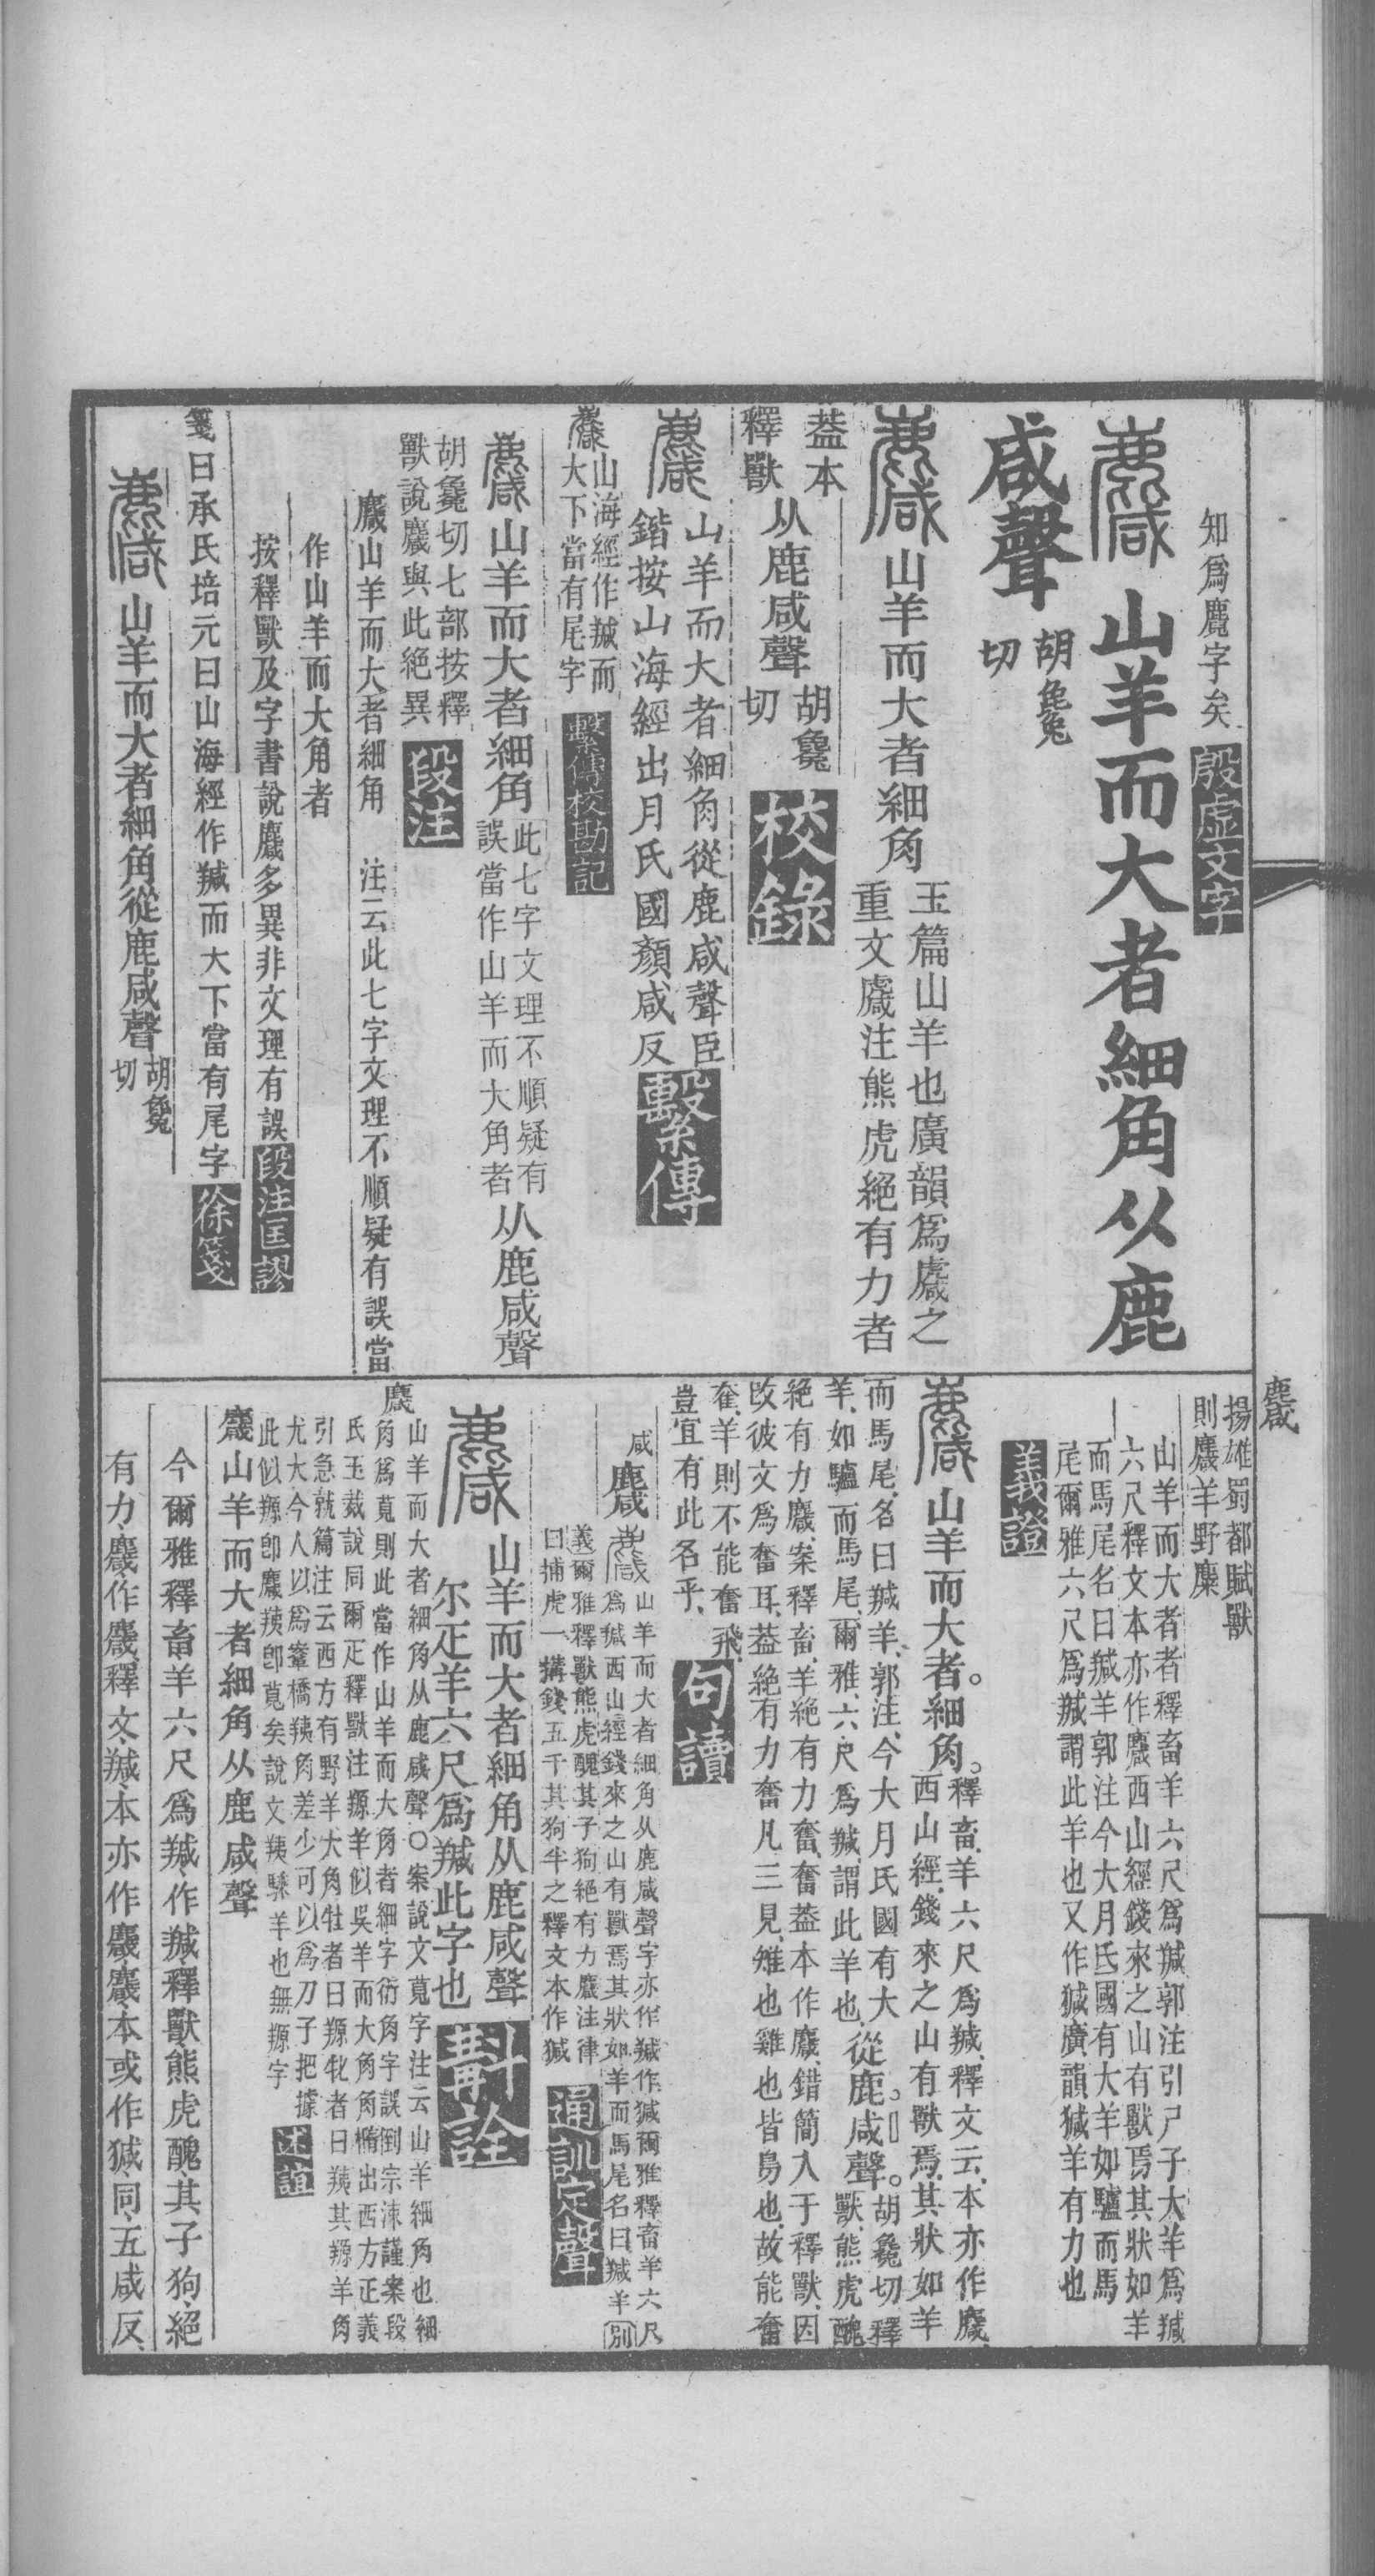 知爲麑字矣 殷虛文字
麙 山羊而大者細角从鹿
咸聲 胡毚
切
麙 山羊而大者細角 玉篇山羊也廣韻爲虥之
重文虥注熊虎絕有力者
葢本
釋獸 从鹿咸聲 胡毚
切 校錄
麙 山羊而大者細角從鹿咸聲臣
鍇按山海經出月氏國顏咸反 繫傳
麙 山海經作羬而
大下當有尾字 繫傳校勘記
麙 山羊而大者細角 此七字文理不順疑有
誤當作山羊而大角者 从鹿咸聲
胡毚切七部按釋
獸說麙與此絕異 段注
麙山羊而大者細角 注云此七字文理不順疑有誤當
作山羊而大角者
按釋獸及字書說麙多異非文理有誤 段注匡謬
箋曰承氏培元曰山海經作羬而大下當有尾字 徐箋
麙 山羊而大者細角從鹿咸聲 胡毚
切
麙
揚雄蜀都賦獸
則麙羊野麋
山羊而大者者釋畜羊六尺爲羬郭注引尸子大羊爲羬
六尺釋文本亦作麙西山經錢來之山有獸焉其狀如羊
而馬尾名曰羬羊郭注今大月氏國有大羊如驢而馬
尾爾雅六尺爲羬謂此羊也又作㺂廣韻㺂羊有力也
義證
麙 山羊而大者。細角。 釋畜、羊六尺爲羬、釋文云、本亦作麙、
西山經、錢來之山有獸焉、其狀如羊
而馬尾、名曰羬羊、郭注、今大月氏國有大
羊、如驢而馬尾、爾雅、六尺爲羬、謂此羊也、 從鹿。咸聲。 胡毚切釋
獸、熊虎醜
絕有力麙、案釋畜、羊絕有力奮、奮葢本作麙、錯簡入于釋獸、因
改彼文爲奮耳、葢絕有力奮凡三見、雉也雞也皆鳥也、故能奮
奞、羊則不能奮飛、
豈宜有此名乎、 句讀
咸 麙 山羊而大者細角从鹿咸聲字亦作羬作㺂爾雅釋畜羊六尺
爲羬西山經錢來之山有獸焉其狀如羊而馬尾名曰羬羊 別
義爾雅釋獸熊虎醜其子狗絕有力麙注律
曰捕虎一購錢五千其狗半之釋文本作㺂 通訓定聲
麙 山羊而大者細角从鹿咸聲
尔疋羊六尺爲羬此字也 斠詮
麙 山羊而大者細角从鹿咸聲○案說文莧字注云山羊細角也細
角爲莧則此當作山羊而大角者細字衍角字誤倒宗涑謹案段
氏玉裁說同爾疋釋獸注羱羊似吳羊而大角角橢出西方正義
引急就篇注云西方有野羊大角牡者曰羱牝者曰羠其羱羊角
尤大今人以爲鞌橋羠角差少可以爲刀子把據
此似羱卽麙羠卽莧矣說文羠騬羊也無羱字 述誼
麙山羊而大者細角从鹿咸聲
今爾雅釋畜羊六尺爲羬、作羬釋獸熊虎醜其子狗、絕
有力、麙、作麙、釋文、羬、本亦作麙、麙、本或作㺂、同、五咸反、